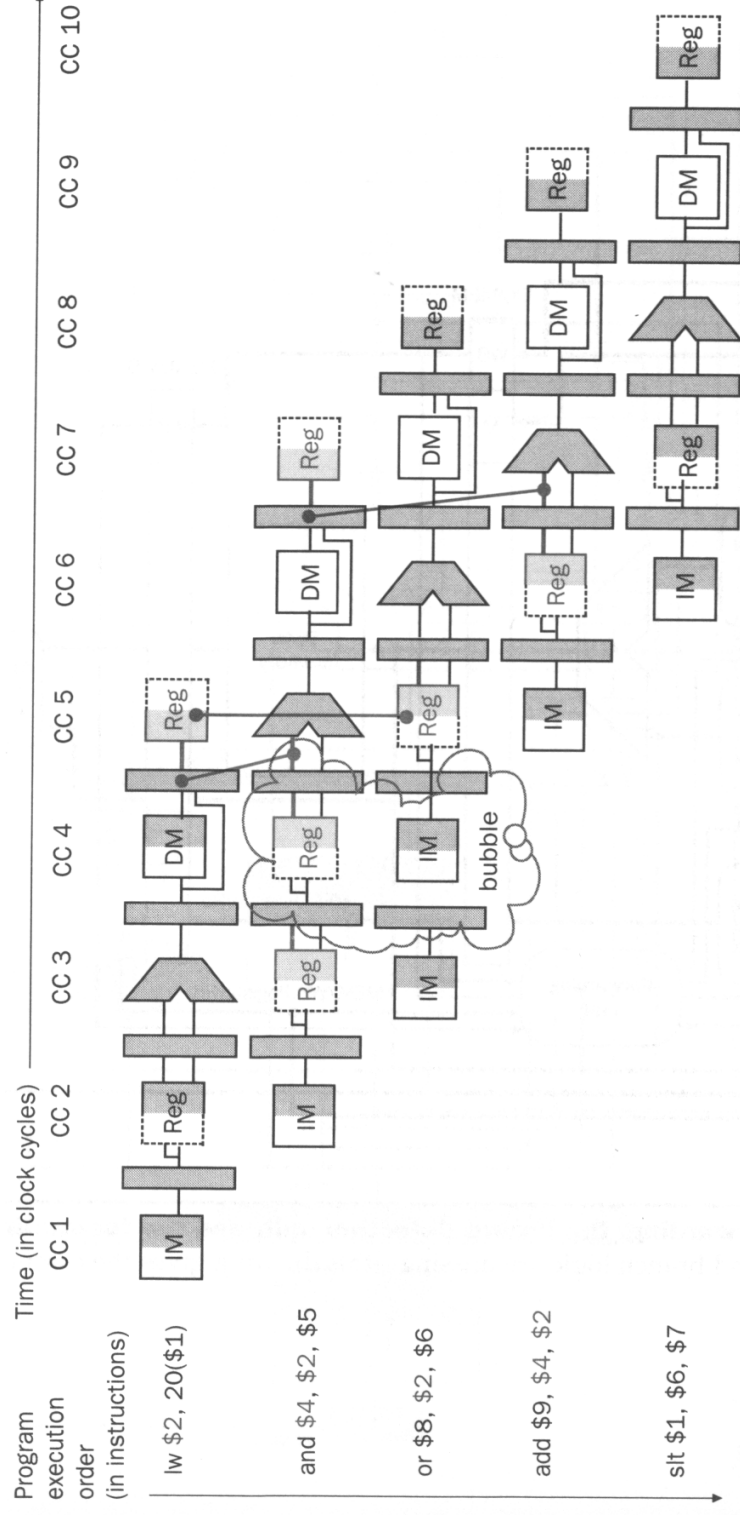 Program
execution
order
(in instructions)
Time (in clock cycles)
CC 1 CC 2 CC 3 CC 4 CC 5 CC 6 CC 7 CC 8 CC 9 CC 10
lw $2, 20($1)
IM Reg DM Reg
and $4, $2, $5
IM Reg Reg DM Reg
or $8, $2, $6
IM IM Reg DM Reg
bubble
add $9, $4, $2
IM Reg DM Reg
slt $1, $6, $7
IM Reg DM Reg